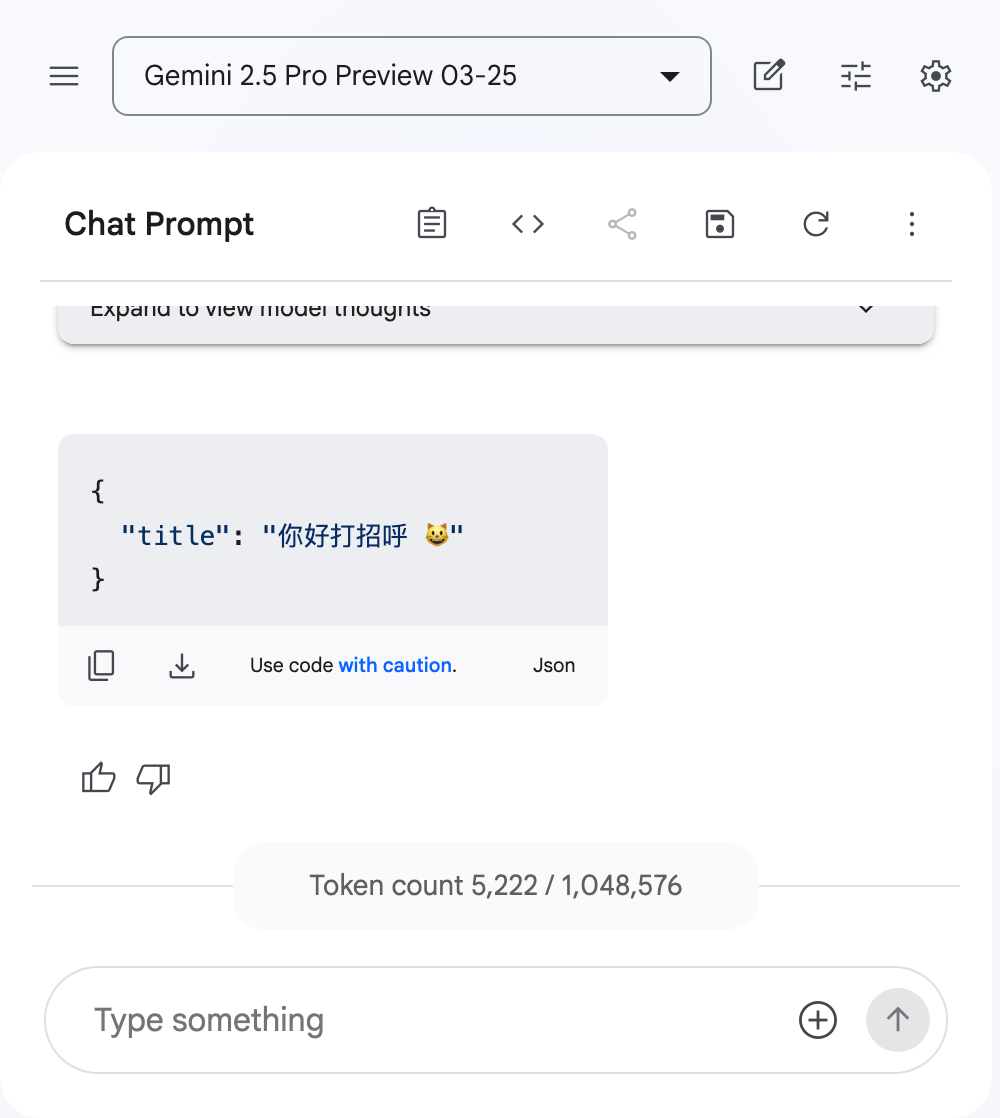 Gemini 2.5 Pro Preview 03-25
Chat Prompt
Expand to view model thoughts
{
"title": "你好打招呼 😺"
}
Use code with caution. Json
Token count 5,222 / 1,048,576
Type something